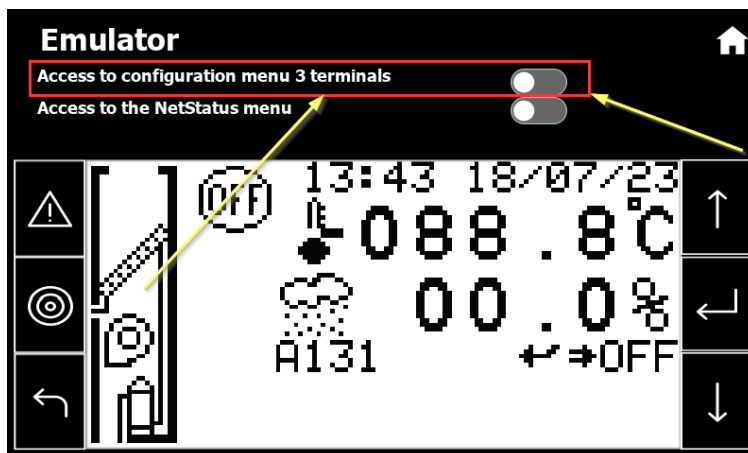 Emulator
Access to configuration menu 3 terminals
Access to the NetStatus menu
OFF
13:43 18/07/23
088.8°C
00.0%
A131
OFF